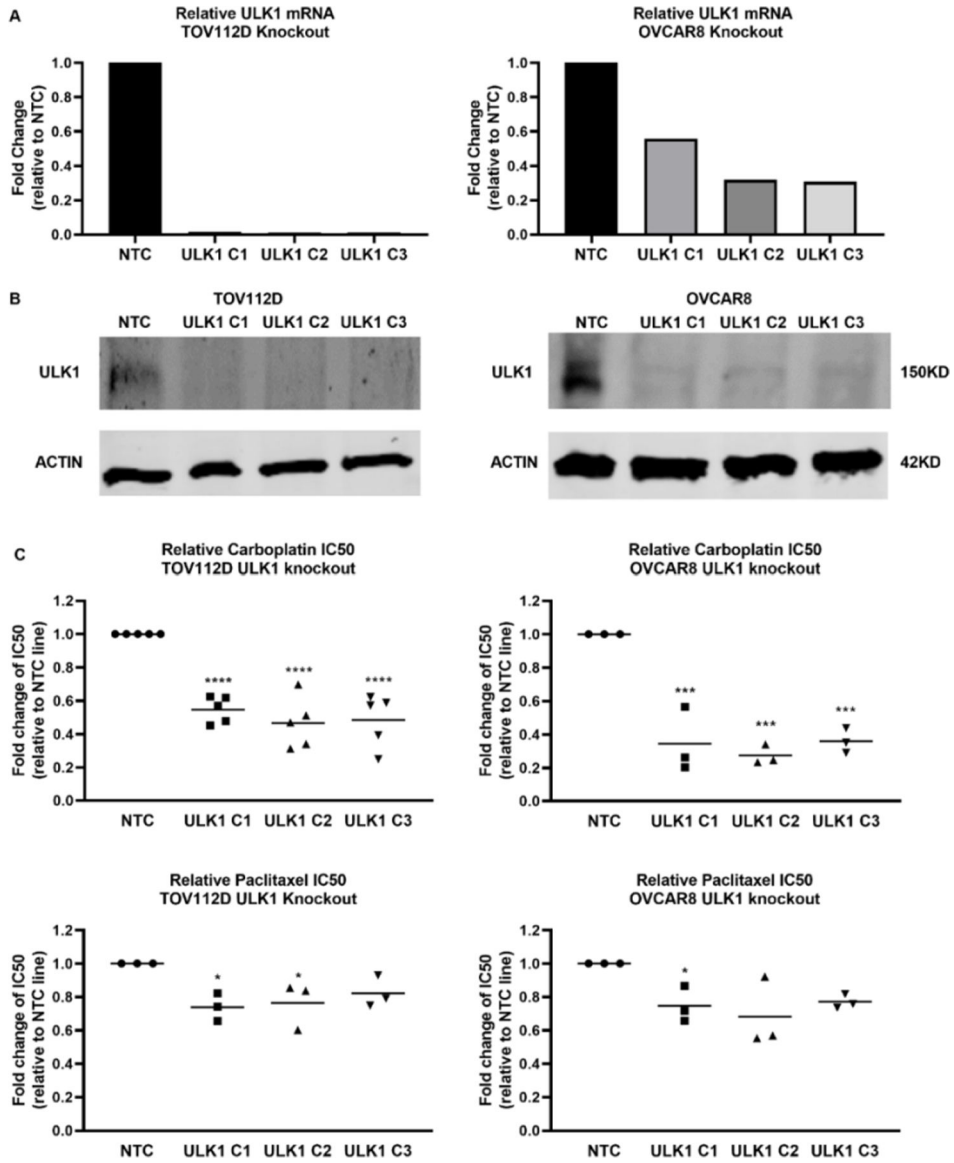 A
Relative ULK1 mRNA
TOV112D Knockout
Fold Change
(relative to NTC)
1.0
0.8
0.6
0.4
0.2
0.0
NTC ULK1 C1 ULK1 C2 ULK1 C3
Relative ULK1 mRNA
OVCAR8 Knockout
Fold Change
(relative to NTC)
1.0
0.8
0.6
0.4
0.2
0.0
NTC ULK1 C1 ULK1 C2 ULK1 C3
B
TOV112D
NTC ULK1 C1 ULK1 C2 ULK1 C3
ULK1
ACTIN
OVCAR8
NTC ULK1 C1 ULK1 C2 ULK1 C3
ULK1 150KD
ACTIN 42KD
C
Relative Carboplatin IC50
TOV112D ULK1 knockout
Fold change of IC50
(relative to NTC line)
1.2
1.0
0.8
0.6
0.4
0.2
0.0
**** **** ****
NTC ULK1 C1 ULK1 C2 ULK1 C3
Relative Carboplatin IC50
OVCAR8 ULK1 knockout
Fold change of IC50
(relative to NTC line)
1.2
1.0
0.8
0.6
0.4
0.2
0.0
*** *** ***
NTC ULK1 C1 ULK1 C2 ULK1 C3
Relative Paclitaxel IC50
TOV112D ULK1 Knockout
Fold change of IC50
(relative to NTC line)
1.2
1.0
0.8
0.6
0.4
0.2
0.0
* *
NTC ULK1 C1 ULK1 C2 ULK1 C3
Relative Paclitaxel IC50
OVCAR8 ULK1 knockout
Fold change of IC50
(relative to NTC line)
1.2
1.0
0.8
0.6
0.4
0.2
0.0
*
NTC ULK1 C1 ULK1 C2 ULK1 C3